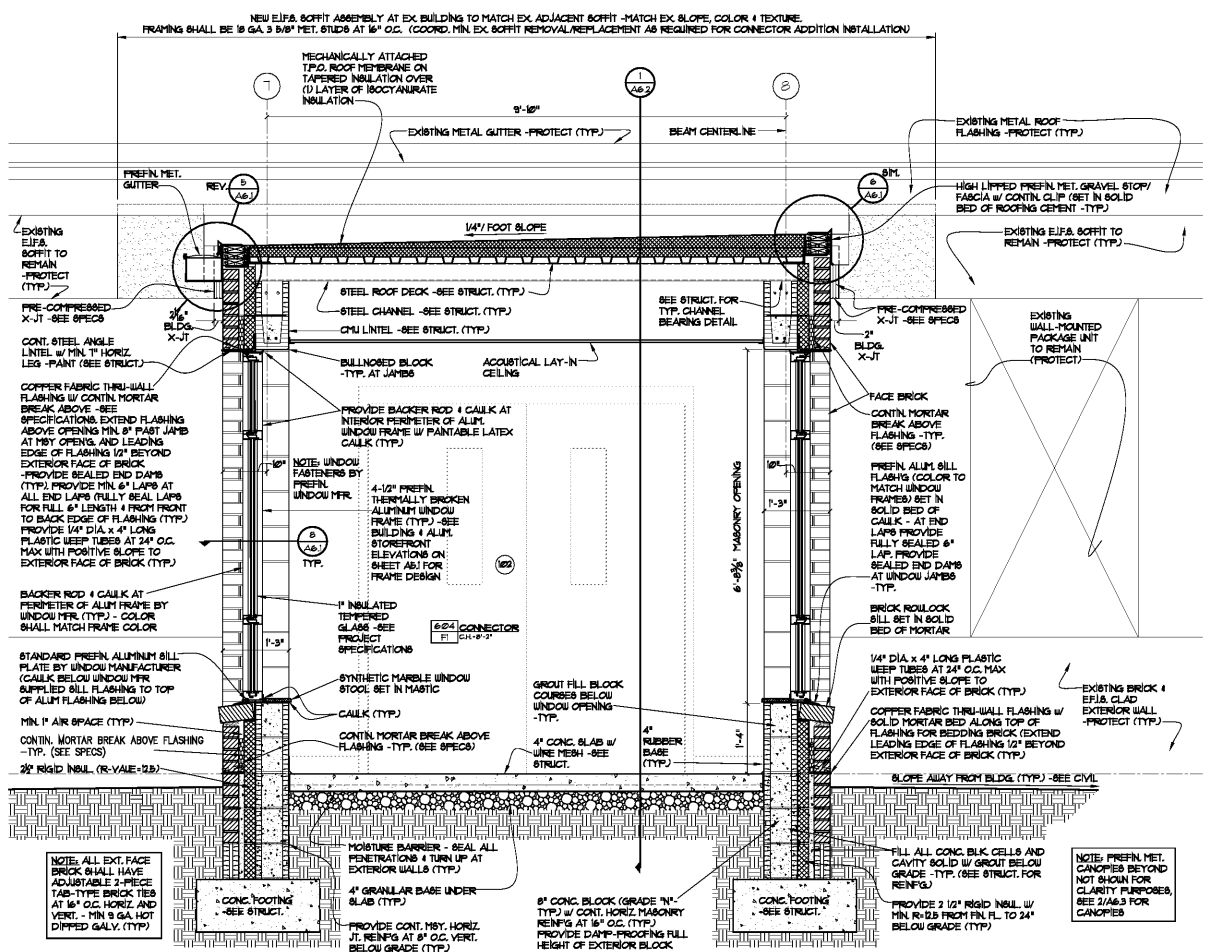 NEW E.I.F.S. SOFFIT ASSEMBLY AT EX. BUILDING TO MATCH EX. ADJACENT SOFFIT -MATCH EX. SLOPE, COLOR & TEXTURE.
FRAMING SHALL BE 18 GA. 3 5/8" MET. STUDS AT 16" O.C. (COORD. MIN. EX. SOFFIT REMOVAL/REPLACEMENT AS REQUIRED FOR CONNECTOR ADDITION INSTALLATION)
MECHANICALLY ATTACHED
T.P.O. ROOF MEMBRANE ON
TAPERED INSULATION OVER
(1) LAYER OF ISOCYANURATE
INSULATION
7
1
A6.2
8
9'-10"
EXISTING METAL GUTTER -PROTECT (TYP.)
BEAM CENTERLINE
EXISTING METAL ROOF
FLASHING -PROTECT (TYP.)
PREFIN. MET.
GUTTER
REV.
5
A6.1
SIM.
6
A6.1
HIGH LIPPED PREFIN. MET. GRAVEL STOP/
FASCIA W/ CONTIN. CLIP (SET IN SOLID
BED OF ROOFING CEMENT -TYP.)
EXISTING
E.I.F.S.
SOFFIT TO
REMAIN
-PROTECT
(TYP.)
1/4"/ FOOT SLOPE
EXISTING E.I.F.S. SOFFIT TO
REMAIN -PROTECT (TYP.)
PRE-COMPRESSED
X-JT -SEE SPECS
BLDG.
X-JT
STEEL ROOF DECK -SEE STRUCT. (TYP.)
STEEL CHANNEL -SEE STRUCT. (TYP.)
CMU LINTEL -SEE STRUCT. (TYP.)
SEE STRUCT. FOR
TYP. CHANNEL
BEARING DETAIL
PRE-COMPRESSED
X-JT -SEE SPECS
2"
BLDG.
X-JT
EXISTING
WALL-MOUNTED
PACKAGE UNIT
TO REMAIN
(PROTECT)
CONT. STEEL ANGLE
LINTEL W/ MIN. 7" HORIZ.
LEG -PAINT (SEE STRUCT.)
BULLNOSED BLOCK
-TYP. AT JAMBS
ACOUSTICAL LAY-IN
CEILING
COPPER FABRIC THRU-WALL
FLASHING W/ CONTIN. MORTAR
BREAK ABOVE -SEE
SPECIFICATIONS. EXTEND FLASHING
ABOVE OPENING MIN. 8" PAST JAMB
AT MSY OPEN'G. AND LEADING
EDGE OF FLASHING 1/2" BEYOND
EXTERIOR FACE OF BRICK
-PROVIDE SEALED END DAMS
(TYP.). PROVIDE MIN. 6" LAPS AT
ALL END LAPS (FULLY SEAL LAPS
FOR FULL 6" LENGTH & FROM FRONT
TO BACK EDGE OF FLASHING (TYP.)
PROVIDE 1/4" DIA. x 4" LONG
PLASTIC WEEP TUBES AT 24" O.C.
MAX WITH POSITIVE SLOPE TO
EXTERIOR FACE OF BRICK (TYP.)
PROVIDE BACKER ROD & CAULK AT
INTERIOR PERIMETER OF ALUM.
WINDOW FRAME W/ PAINTABLE LATEX
CAULK (TYP.)
FACE BRICK
CONTIN. MORTAR
BREAK ABOVE
FLASHING -TYP.
(SEE SPECS)
10"
NOTE: WINDOW
FASTENERS BY
PREFIN.
WINDOW MFR.
4-1/2" PREFIN.
THERMALLY BROKEN
ALUMINUM WINDOW
FRAME (TYP.) -SEE
BUILDING & ALUM.
STOREFRONT
ELEVATIONS ON
SHEET A5.1 FOR
FRAME DESIGN
6'-8 3/8" MASONRY OPENING
10"
1'-3"
PREFIN. ALUM. SILL
FLASH'G (COLOR TO
MATCH WINDOW
FRAMES) SET IN
SOLID BED OF
CAULK - AT END
LAPS PROVIDE
FULLY SEALED 6"
LAP. PROVIDE
SEALED END DAMS
AT WINDOW JAMBS
-TYP.
8
A6.1
TYP.
102
BACKER ROD & CAULK AT
PERIMETER OF ALUM FRAME BY
WINDOW MFR. (TYP.) - COLOR
SHALL MATCH FRAME COLOR
1" INSULATED
TEMPERED
GLASS -SEE
PROJECT
SPECIFICATIONS
604 CONNECTOR
F1 C.H.=8'-2"
BRICK ROWLOCK
SILL SET IN SOLID
BED OF MORTAR
1'-3"
STANDARD PREFIN. ALUMINUM SILL
PLATE BY WINDOW MANUFACTURER
(CAULK BELOW WINDOW MFR
SUPPLIED SILL FLASHING TO TOP
OF ALUM FLASHING BELOW)
SYNTHETIC MARBLE WINDOW
STOOL SET IN MASTIC
GROUT FILL BLOCK
COURSES BELOW
WINDOW OPENING
-TYP.
1/4" DIA. x 4" LONG PLASTIC
WEEP TUBES AT 24" O.C. MAX
WITH POSITIVE SLOPE TO
EXTERIOR FACE OF BRICK (TYP.)
EXISTING BRICK &
E.F.I.S. CLAD
EXTERIOR WALL
-PROTECT (TYP.)
MIN. 1" AIR SPACE (TYP.)
CAULK (TYP.)
CONTIN. MORTAR BREAK ABOVE FLASHING
-TYP. (SEE SPECS)
CONTIN. MORTAR BREAK ABOVE
FLASHING -TYP. (SEE SPECS)
4" CONC. SLAB W/
WIRE MESH -SEE
STRUCT.
4"
RUBBER
BASE
(TYP.)
1'-4"
COPPER FABRIC THRU-WALL FLASHING W/
SOLID MORTAR BED ALONG TOP OF
FLASHING FOR BEDDING BRICK (EXTEND
LEADING EDGE OF FLASHING 1/2" BEYOND
EXTERIOR FACE OF BRICK (TYP.)
2½" RIGID INSUL. (R-VALUE=12.5)
SLOPE AWAY FROM BLDG. (TYP.) -SEE CIVIL
NOTE: ALL EXT. FACE
BRICK SHALL HAVE
ADJUSTABLE 2-PIECE
TAB-TYPE BRICK TIES
AT 16" O.C. HORIZ. AND
VERT. - MIN 9 GA. HOT
DIPPED GALV. (TYP.)
CONC. FOOTING
-SEE STRUCT.
MOISTURE BARRIER - SEAL ALL
PENETRATIONS & TURN UP AT
EXTERIOR WALLS (TYP.)
4" GRANULAR BASE UNDER
SLAB (TYP.)
PROVIDE CONT. MSY. HORIZ.
JT. REINF'G AT 8" O.C. VERT.
BELOW GRADE (TYP.)
8" CONC. BLOCK (GRADE "N"-
TYP.) W/ CONT. HORIZ. MASONRY
REINF'G AT 16" O.C. (TYP.)
PROVIDE DAMP-PROOFING FULL
HEIGHT OF EXTERIOR BLOCK
CONC. FOOTING
-SEE STRUCT.
FILL ALL CONC. BLK. CELLS AND
CAVITY SOLID W/ GROUT BELOW
GRADE -TYP. (SEE STRUCT. FOR
REINF'G.)
PROVIDE 2 1/2" RIGID INSUL. W/
MIN. R=12.5 FROM FIN. FL. TO 24"
BELOW GRADE (TYP.)
NOTE: PREFIN. MET.
CANOPIES BEYOND
NOT SHOWN FOR
CLARITY PURPOSES,
SEE 2/A6.3 FOR
CANOPIES